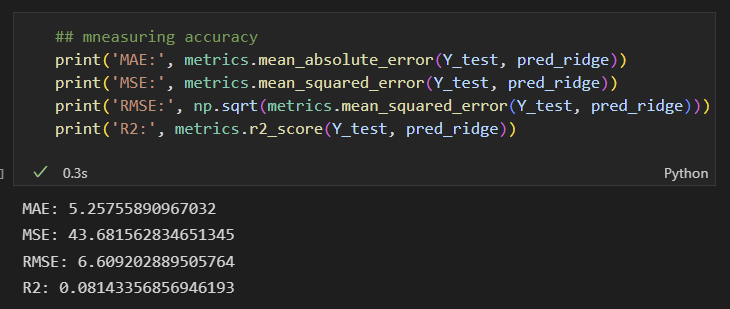 ## mneasuring accuracy
print('MAE:', metrics.mean_absolute_error(Y_test, pred_ridge))
print('MSE:', metrics.mean_squared_error(Y_test, pred_ridge))
print('RMSE:', np.sqrt(metrics.mean_squared_error(Y_test, pred_ridge)))
print('R2:', metrics.r2_score(Y_test, pred_ridge))
] ✓ 0.3s Python
MAE: 5.25755890967032
MSE: 43.681562834651345
RMSE: 6.609202889505764
R2: 0.08143356856946193